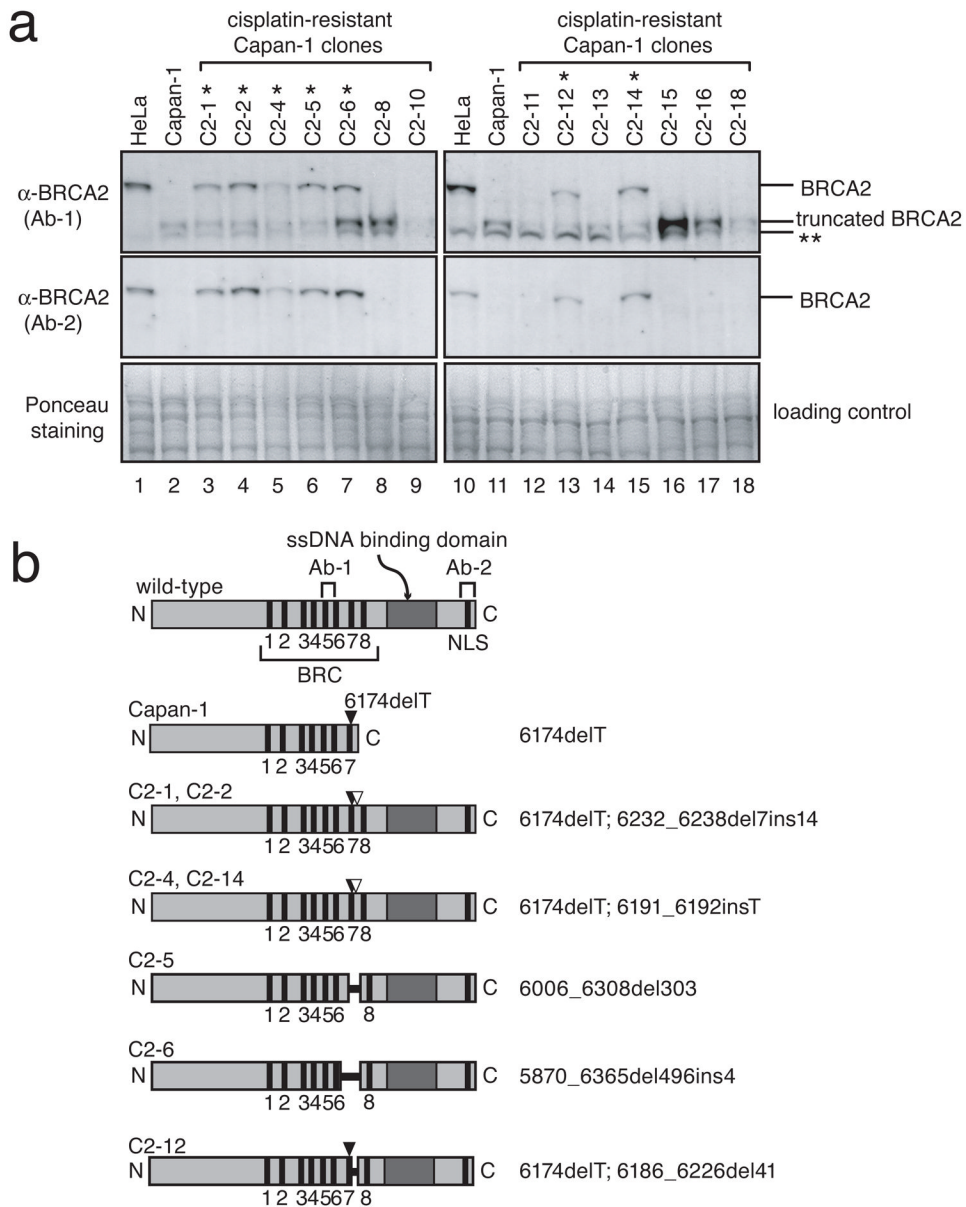 a
cisplatin-resistant
Capan-1 clones
cisplatin-resistant
Capan-1 clones
HeLa
Capan-1
C2-1 *
C2-2 *
C2-4 *
C2-5 *
C2-6 *
C2-8
C2-10
HeLa
Capan-1
C2-11
C2-12 *
C2-13
C2-14 *
C2-15
C2-16
C2-18
α-BRCA2
(Ab-1)
BRCA2
truncated BRCA2
**
α-BRCA2
(Ab-2)
BRCA2
Ponceau
staining
loading control
1 2 3 4 5 6 7 8 9 10 11 12 13 14 15 16 17 18
b
ssDNA binding domain
Ab-1
Ab-2
wild-type
N C
1 2 345678
NLS
BRC
6174delT
Capan-1
N C
6174delT
1 2 34567
C2-1, C2-2
N C
6174delT; 6232_6238del7ins14
1 2 345678
C2-4, C2-14
N C
6174delT; 6191_6192insT
1 2 345678
C2-5
N C
6006_6308del303
1 2 3456 8
C2-6
N C
5870_6365del496ins4
1 2 3456 8
C2-12
N C
6174delT; 6186_6226del41
1 2 34567 8